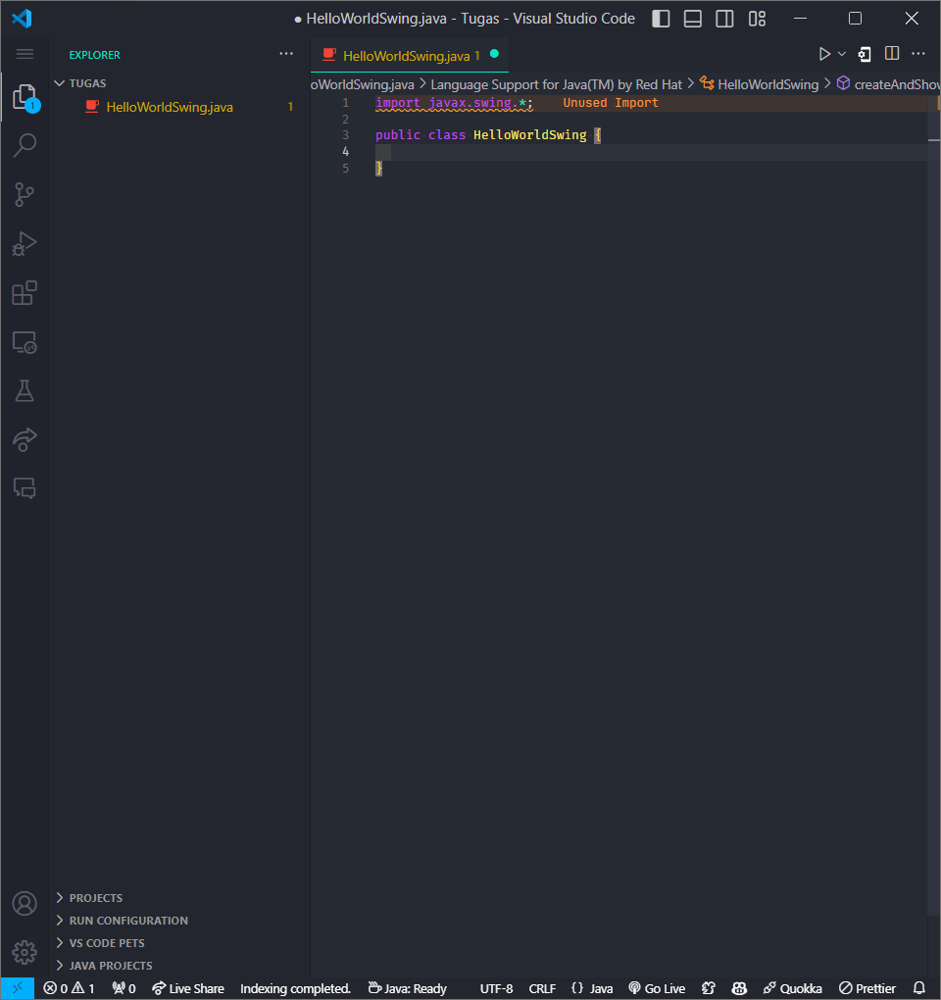 ● HelloWorldSwing.java - Tugas - Visual Studio Code
EXPLORER
TUGAS
HelloWorldSwing.java 1
1
HelloWorldSwing.java 1
oWorldSwing.java > Language Support for Java(TM) by Red Hat > HelloWorldSwing > createAndShow
1 import javax.swing.*; Unused Import
2
3 public class HelloWorldSwing {
4
5 }
PROJECTS
RUN CONFIGURATION
VS CODE PETS
JAVA PROJECTS
0 1 0 Live Share Indexing completed. Java: Ready UTF-8 CRLF {} Java Go Live Quokka Prettier